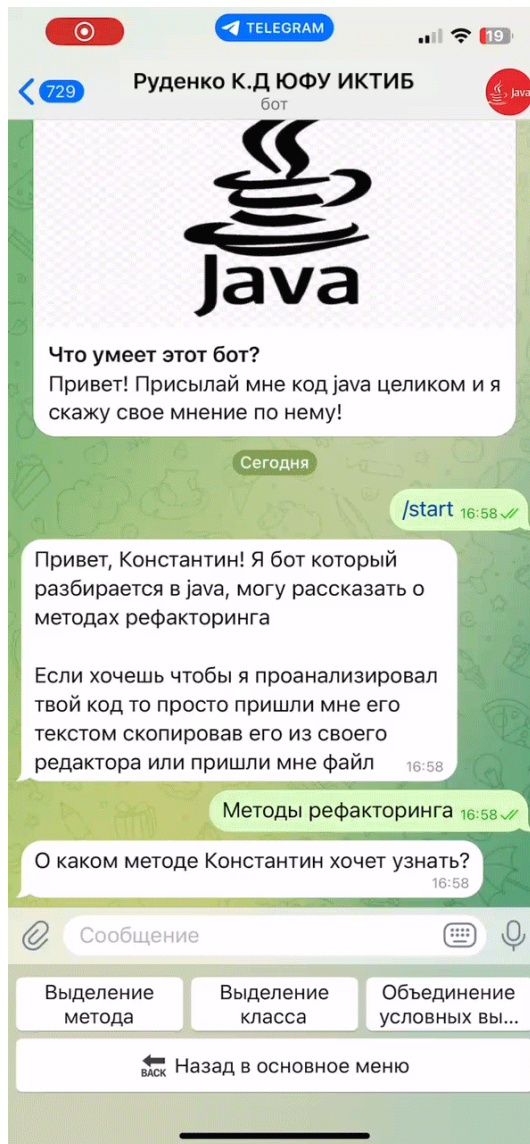 TELEGRAM
19
729
Руденко К.Д ЮФУ ИКТИБ
бот
Java
Java
Что умеет этот бот?
Привет! Присылай мне код java целиком и я
скажу свое мнение по нему!
Сегодня
/start 16:58
Привет, Константин! Я бот который
разбирается в java, могу рассказать о
методах рефакторинга
Если хочешь чтобы я проанализировал
твой код то просто пришли мне его
текстом скопировав его из своего
редактора или пришли мне файл 16:58
Методы рефакторинга 16:58
О каком методе Константин хочет узнать?
16:58
Сообщение
Выделение
метода
Выделение
класса
Объединение
условных вы...
BACK Назад в основное меню